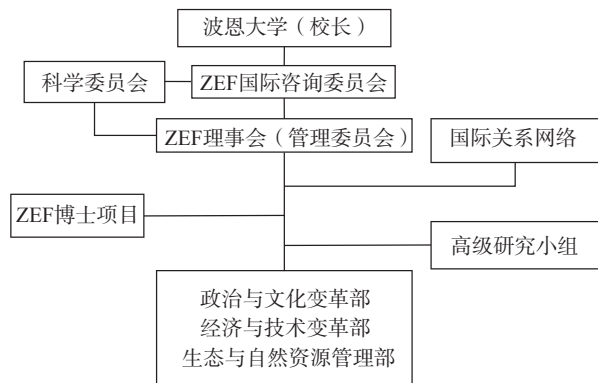 波恩大学（校长）
科学委员会
ZEF国际咨询委员会
ZEF理事会（管理委员会）
国际关系网络
ZEF博士项目
高级研究小组
政治与文化变革部
经济与技术变革部
生态与自然资源管理部